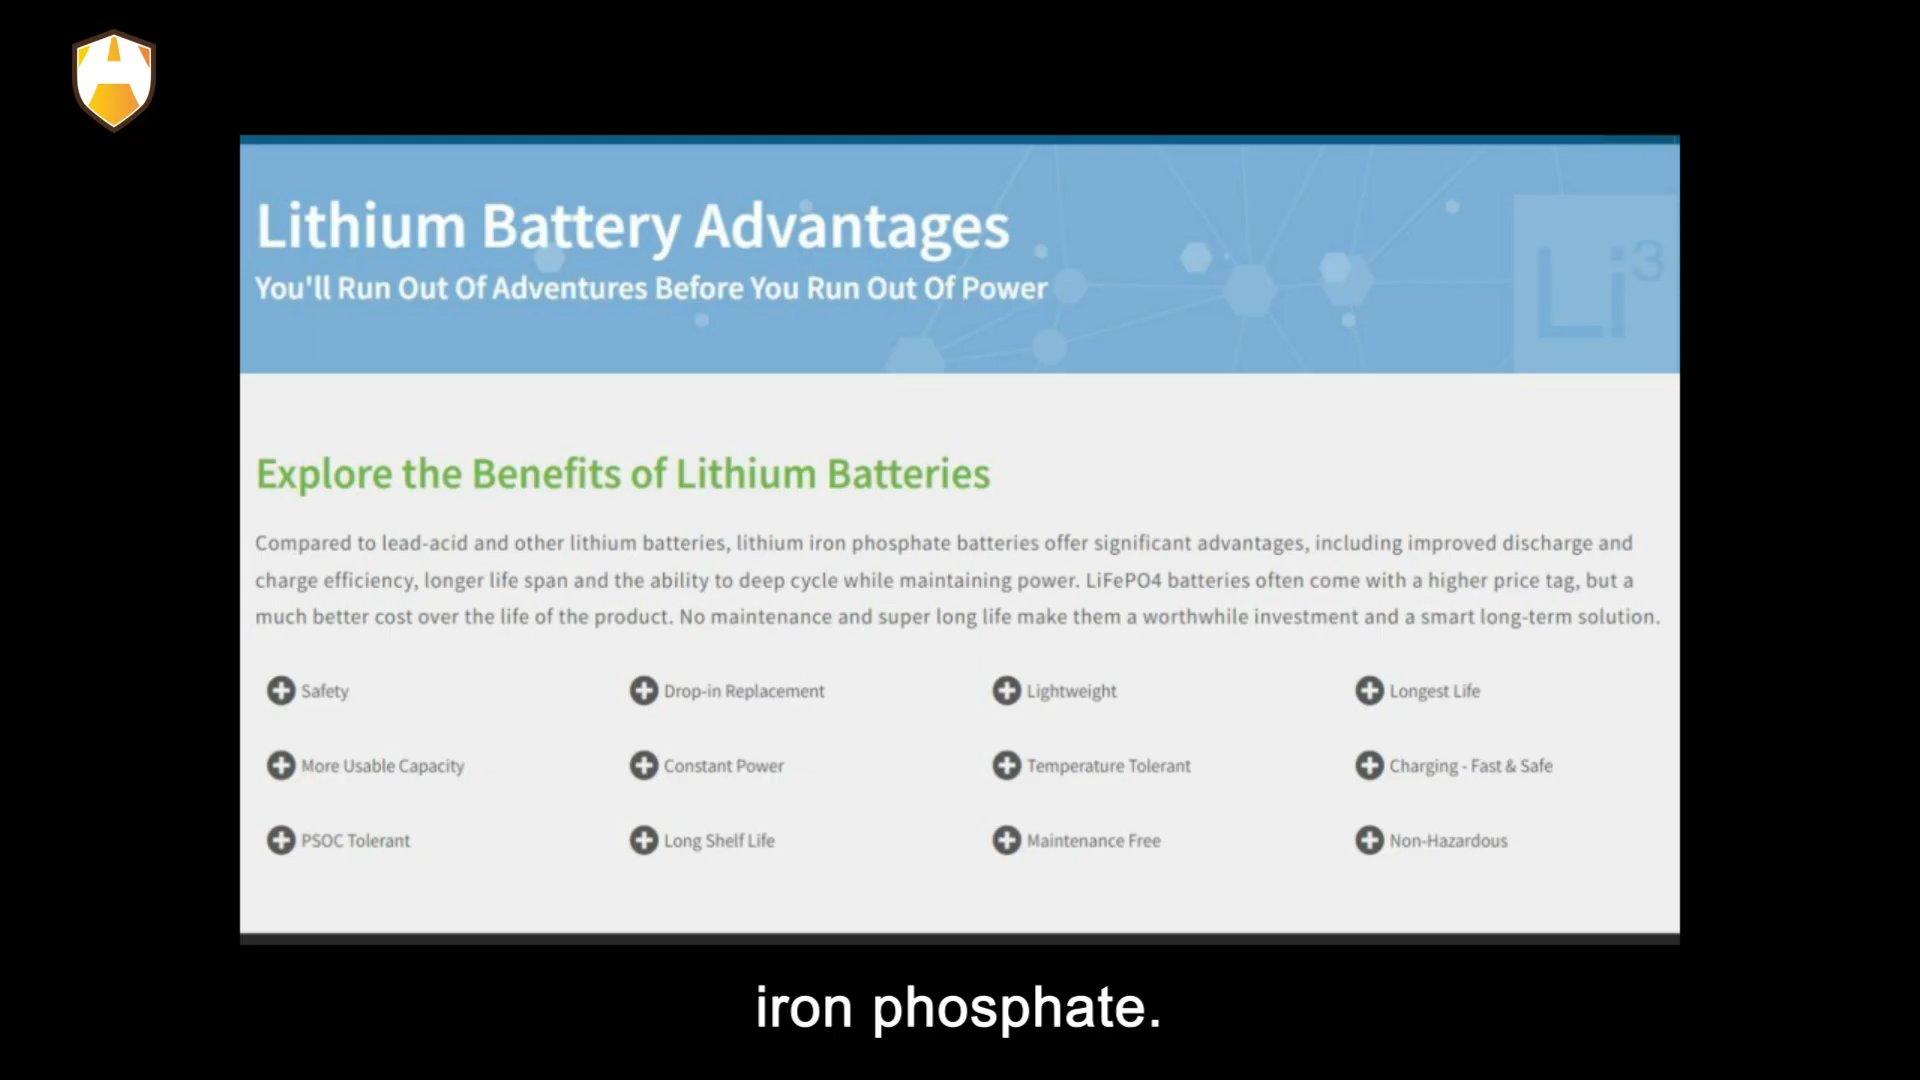 Lithium Battery Advantages
You'll Run Out Of Adventures Before You Run Out Of Power
Li3
Explore the Benefits of Lithium Batteries
Compared to lead-acid and other lithium batteries, lithium iron phosphate batteries offer significant advantages, including improved discharge and
charge efficiency, longer life span and the ability to deep cycle while maintaining power. LiFePO4 batteries often come with a higher price tag, but a
much better cost over the life of the product. No maintenance and super long life make them a worthwhile investment and a smart long-term solution.
Safety
Drop-in Replacement
Lightweight
Longest Life
More Usable Capacity
Constant Power
Temperature Tolerant
Charging - Fast & Safe
PSOC Tolerant
Long Shelf Life
Maintenance Free
Non-Hazardous
iron phosphate.